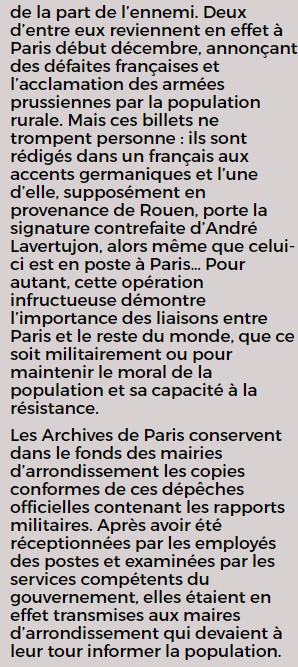 de la part de l’ennemi. Deux
d’entre eux reviennent en effet à
Paris début décembre, annonçant
des défaites françaises et
l’acclamation des armées
prussiennes par la population
rurale. Mais ces billets ne
trompent personne : ils sont
rédigés dans un français aux
accents germaniques et l’une
d’elle, supposément en
provenance de Rouen, porte la
signature contrefaite d’André
Lavertujon, alors même que celui-
ci est en poste à Paris... Pour
autant, cette opération
infructueuse démontre
l’importance des liaisons entre
Paris et le reste du monde, que ce
soit militairement ou pour
maintenir le moral de la
population et sa capacité à la
résistance.
Les Archives de Paris conservent
dans le fonds des mairies
d’arrondissement les copies
conformes de ces dépêches
officielles contenant les rapports
militaires. Après avoir été
réceptionnées par les employés
des postes et examinées par les
services compétents du
gouvernement, elles étaient en
effet transmises aux maires
d’arrondissement qui devaient à
leur tour informer la population.